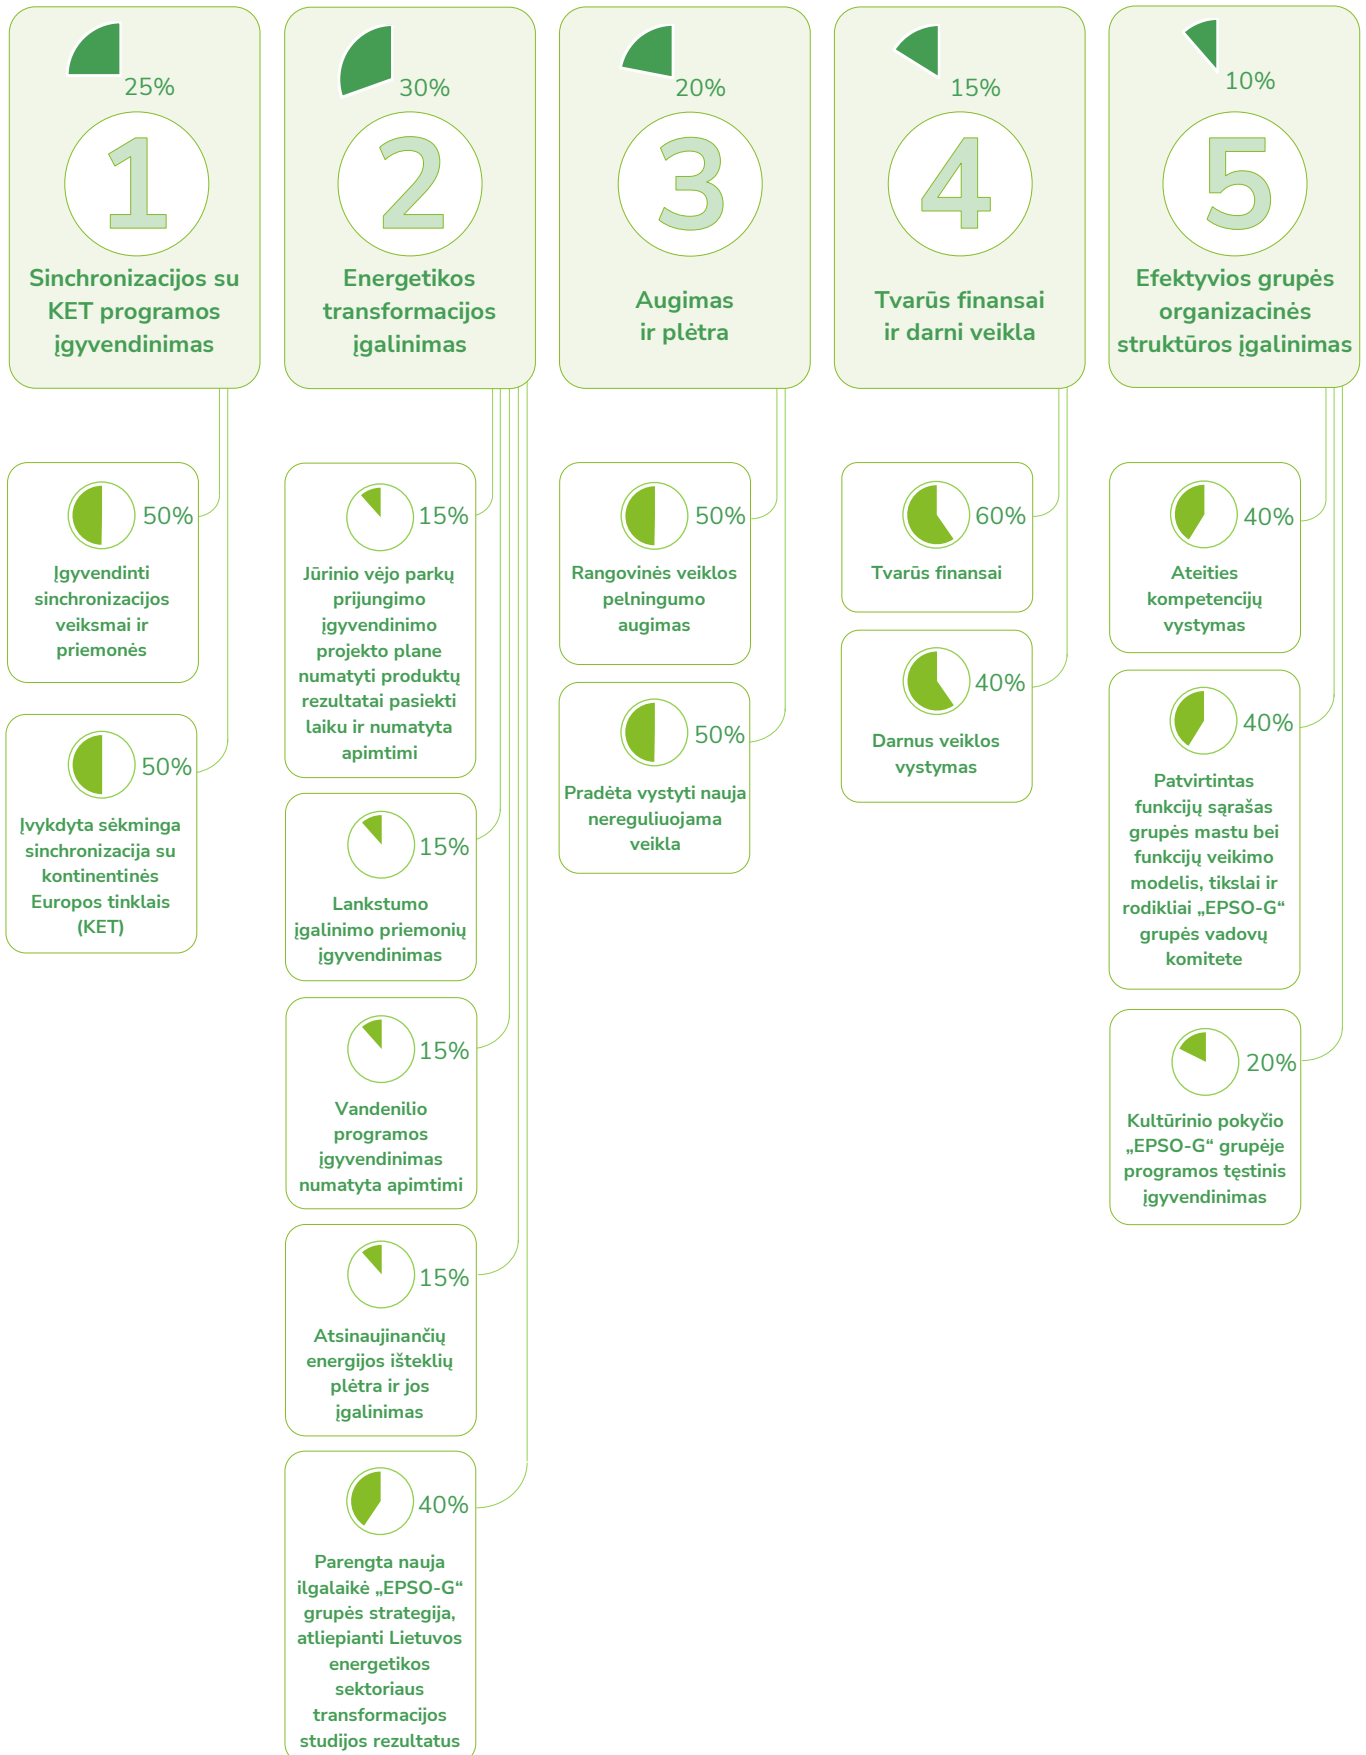 25%
1
Sinchronizacijos su
KET programos
įgyvendinimas
50%
Įgyvendinti
sinchronizacijos
veiksmai ir
priemonės
50%
Įvykdyta sėkminga
sinchronizacija su
kontinentinės
Europos tinklais
(KET)
30%
2
Energetikos
transformacijos
įgalinimas
15%
Jūrinio vėjo parkų
prijungimo
įgyvendinimo
projekto plane
numatyti produktų
rezultatai pasiekti
laiku ir numatyta
apimtimi
15%
Lankstumo
įgalinimo priemonių
įgyvendinimas
15%
Vandenilio
programos
įgyvendinimas
numatyta apimtimi
15%
Atsinaujinančių
energijos išteklių
plėtra ir jos
įgalinimas
40%
Parengta nauja
ilgalaikė „EPSO-G“
grupės strategija,
atliepianti Lietuvos
energetikos
sektoriaus
transformacijos
studijos rezultatus
20%
3
Augimas
ir plėtra
50%
Rangovinės veiklos
pelningumo
augimas
50%
Pradėta vystyti nauja
nereguliuojama
veikla
15%
4
Tvarūs finansai
ir darni veikla
60%
Tvarūs finansai
40%
Darnus veiklos
vystymas
10%
5
Efektyvios grupės
organizacinės
struktūros įgalinimas
40%
Ateities
kompetencijų
vystymas
40%
Patvirtintas
funkcijų sąrašas
grupės mastu bei
funkcijų veikimo
modelis, tikslai ir
rodikliai „EPSO-G“
grupės vadovų
komitete
20%
Kultūrinio pokyčio
„EPSO-G“ grupėje
programos tęstinis
įgyvendinimas